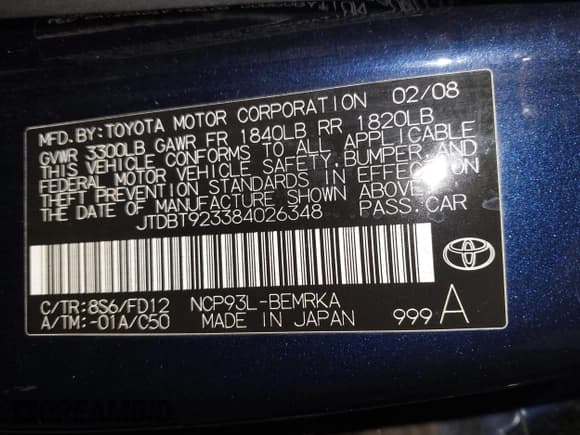 MFD. BY: TOYOTA MOTOR CORPORATION 02/08
GVWR 3300LB GAWR FR 1840LB RR 1820LB
THIS VEHICLE CONFORMS TO ALL APPLICABLE
FEDERAL MOTOR VEHICLE SAFETY, BUMPER, AND
THEFT PREVENTION STANDARDS IN EFFECT ON
THE DATE OF MANUFACTURE SHOWN ABOVE.
JTDBT923384026348 PASS. CAR
C/TR:8S6/FD12 NCP93L-BEMRKA
A/TM:-01A/C50 MADE IN JAPAN 999 A